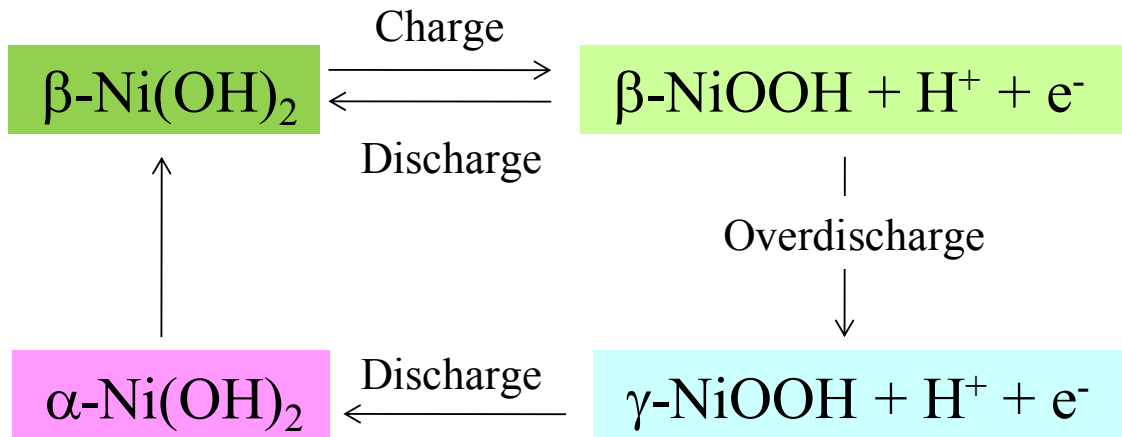 Charge
β-Ni(OH)₂
β-NiOOH + H⁺ + e⁻
Discharge
Overdischarge
Discharge
α-Ni(OH)₂
γ-NiOOH + H⁺ + e⁻